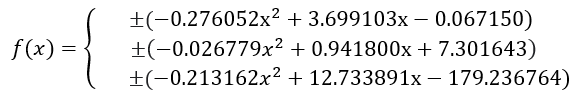 ±(−0.276052x² + 3.699103x − 0.067150)
f(x) = { ±(−0.026779x² + 0.941800x + 7.301643)
±(−0.213162x² + 12.733891x − 179.236764)